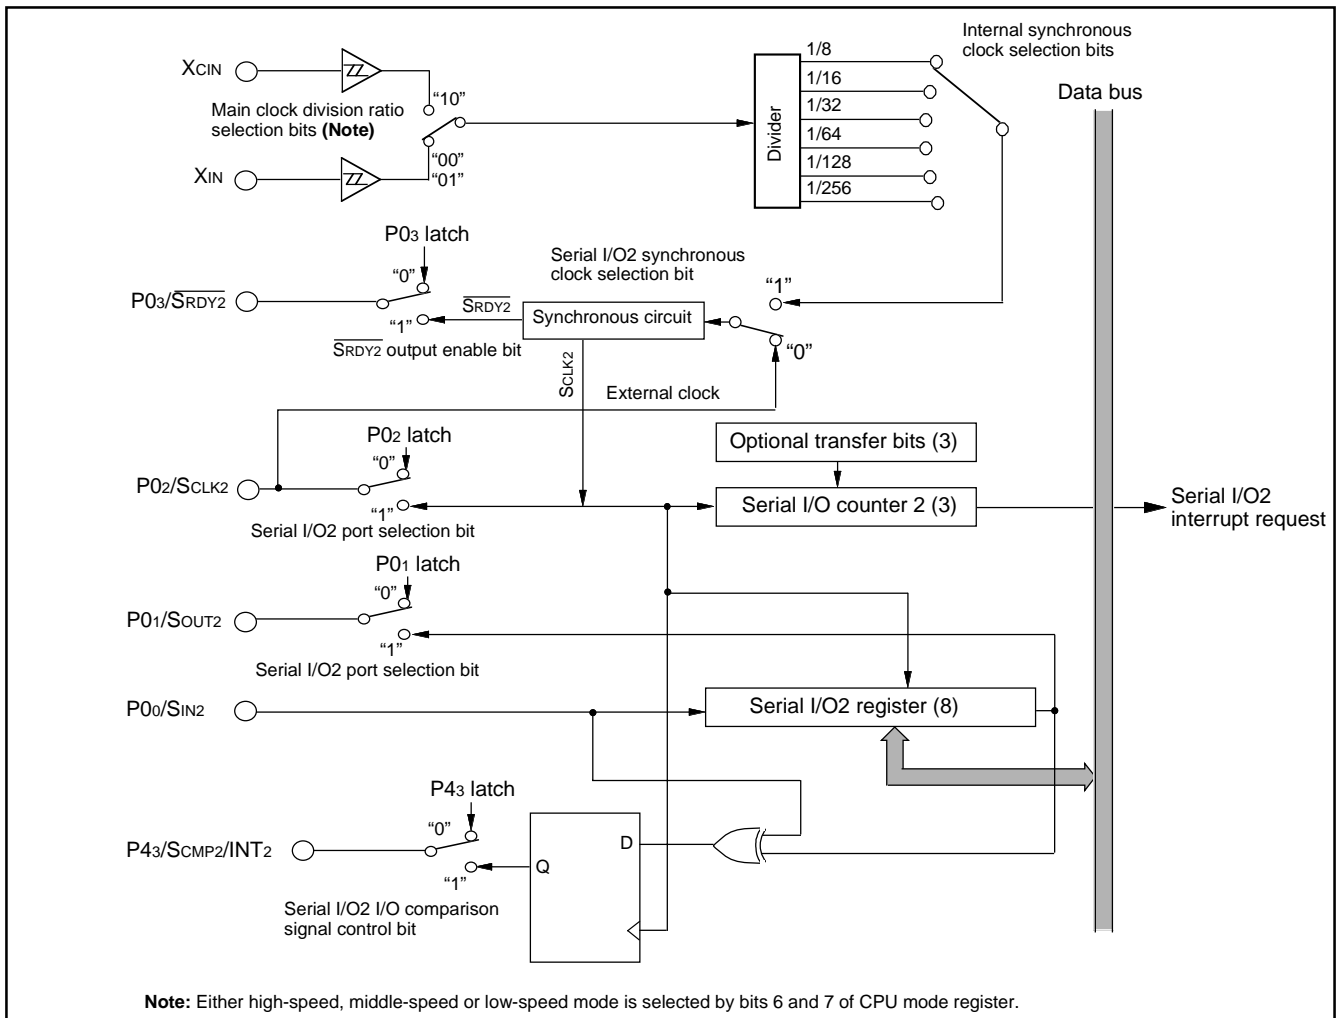 Internal synchronous
clock selection bits
XCIN
Main clock division ratio
selection bits (Note)
“10”
“00”
“01”
XIN
Divider
1/8
1/16
1/32
1/64
1/128
1/256
Data bus
P03 latch
“0”
P03/SRDY2
“1”
SRDY2
SRDY2 output enable bit
Serial I/O2 synchronous
clock selection bit
Synchronous circuit
“1”
“0”
SCLK2
External clock
P02 latch
“0”
P02/SCLK2
“1”
Serial I/O2 port selection bit
Optional transfer bits (3)
Serial I/O counter 2 (3)
Serial I/O2
interrupt request
P01 latch
“0”
P01/SOUT2
“1”
Serial I/O2 port selection bit
P00/SIN2
Serial I/O2 register (8)
P43 latch
“0”
P43/SCMP2/INT2
“1”
D
Q
Serial I/O2 I/O comparison
signal control bit
Note: Either high-speed, middle-speed or low-speed mode is selected by bits 6 and 7 of CPU mode register.